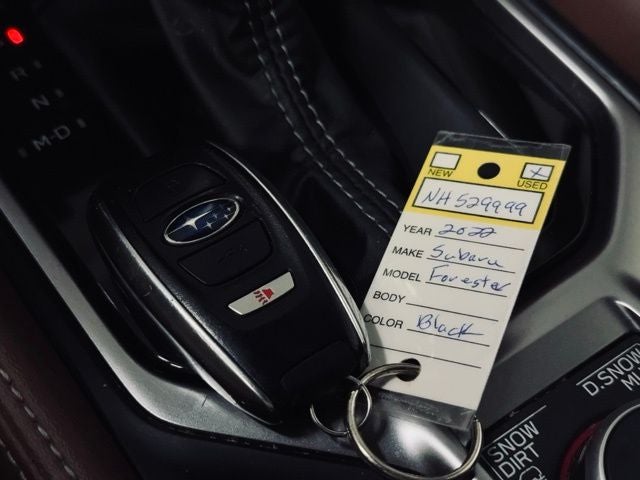 R
N
M-D
NEW
X
USED
NH529999
YEAR 2022
MAKE Subaru
MODEL Forester
BODY
COLOR Black
D.SNOW
SNOW
DIRT